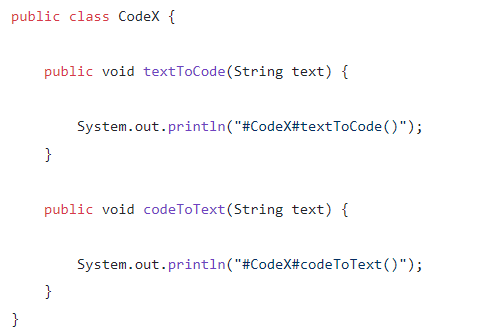 public class CodeX {
public void textToCode(String text) {
System.out.println("#CodeX#textToCode()");
}
public void codeToText(String text) {
System.out.println("#CodeX#codeToText()");
}
}